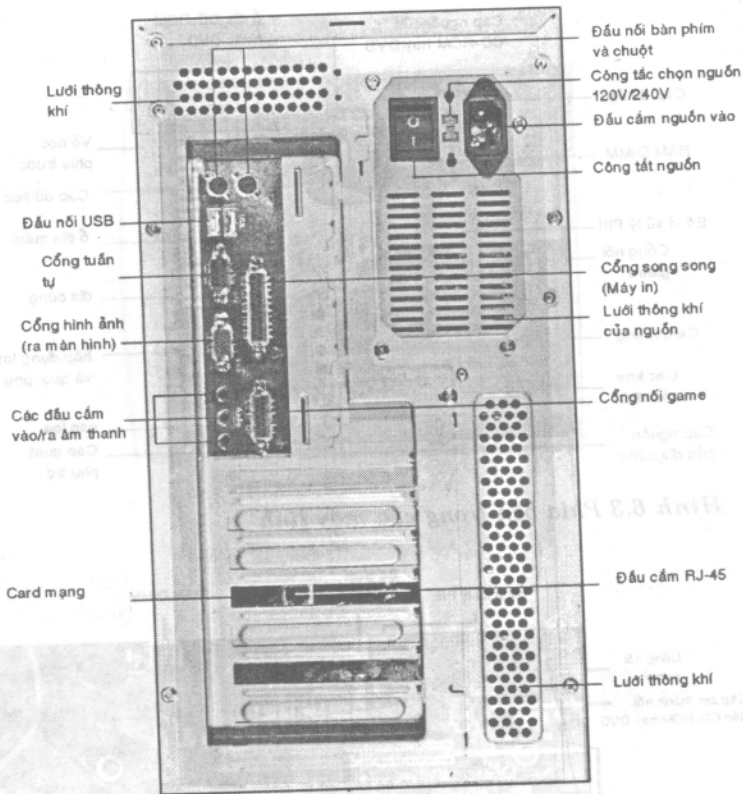 Đầu nối bàn phím
và chuột
Lưới thông
khí
Công tắc chọn nguồn
120V/240V
Đầu cắm nguồn vào
Công tắt nguồn
Đầu nối USB
Cổng tuần
tự
Cổng song song
(Máy in)
Cổng hình ảnh
(ra màn hình)
Lưới thông khí
của nguồn
Các đầu cắm
vào/ra âm thanh
Cổng nối game
Hình 6.3
Card mạng
Đầu cắm RJ-45
Lưới thông khí